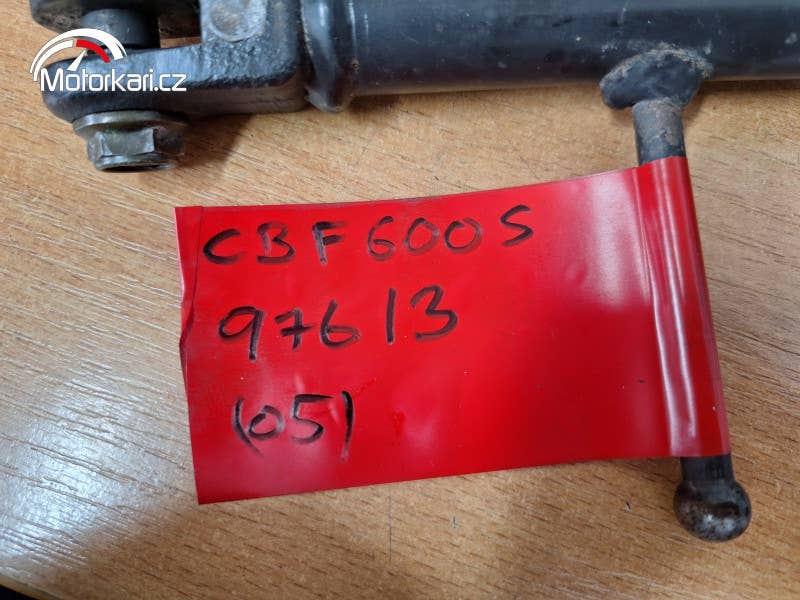 Motorkari.cz
CBF600S
97613
(05)